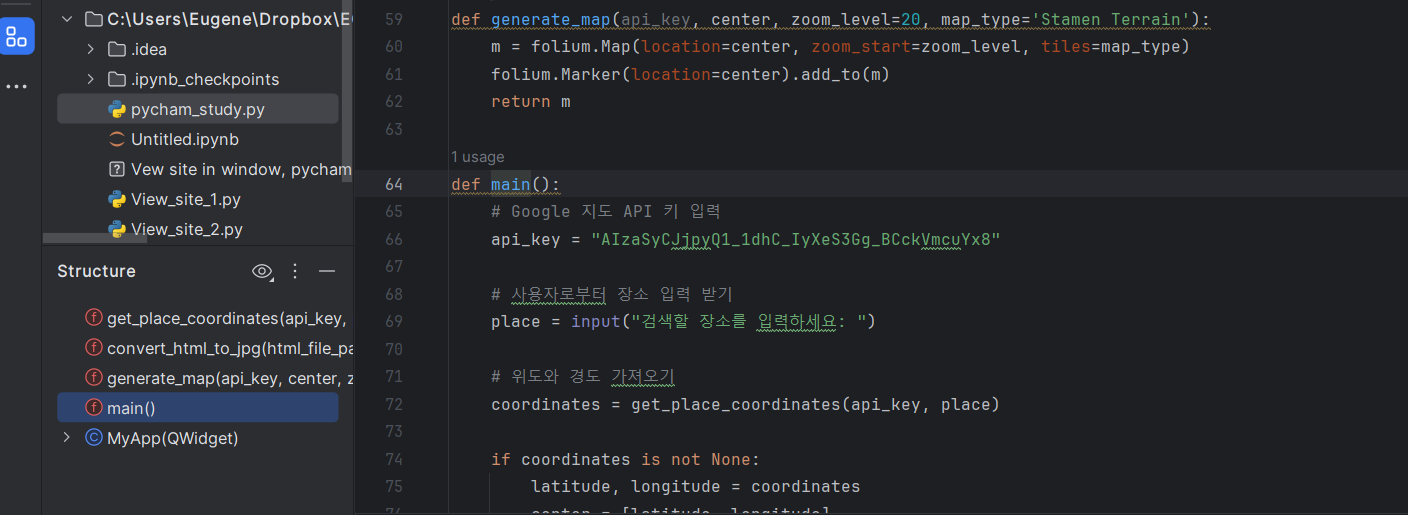 C:\Users\Eugene\Dropbox\E
.idea
.ipynb_checkpoints
pycham_study.py
Untitled.ipynb
Vew site in window, pycham
View_site_1.py
View_site_2.py
Structure
get_place_coordinates(api_key,
convert_html_to_jpg(html_file_pa
generate_map(api_key, center, z
main()
MyApp(QWidget)
59 def generate_map(api_key, center, zoom_level=20, map_type='Stamen Terrain'):
60 m = folium.Map(location=center, zoom_start=zoom_level, tiles=map_type)
61 folium.Marker(location=center).add_to(m)
62 return m
63
1 usage
64 def main():
65 # Google 지도 API 키 입력
66 api_key = "AIzaSyCJjpyQ1_1dhC_IyXeS3Gg_BCckVmcuYx8"
67
68 # 사용자로부터 장소 입력 받기
69 place = input("검색할 장소를 입력하세요: ")
70
71 # 위도와 경도 가져오기
72 coordinates = get_place_coordinates(api_key, place)
73
74 if coordinates is not None:
75 latitude, longitude = coordinates
76 center = [latitude, longitude]